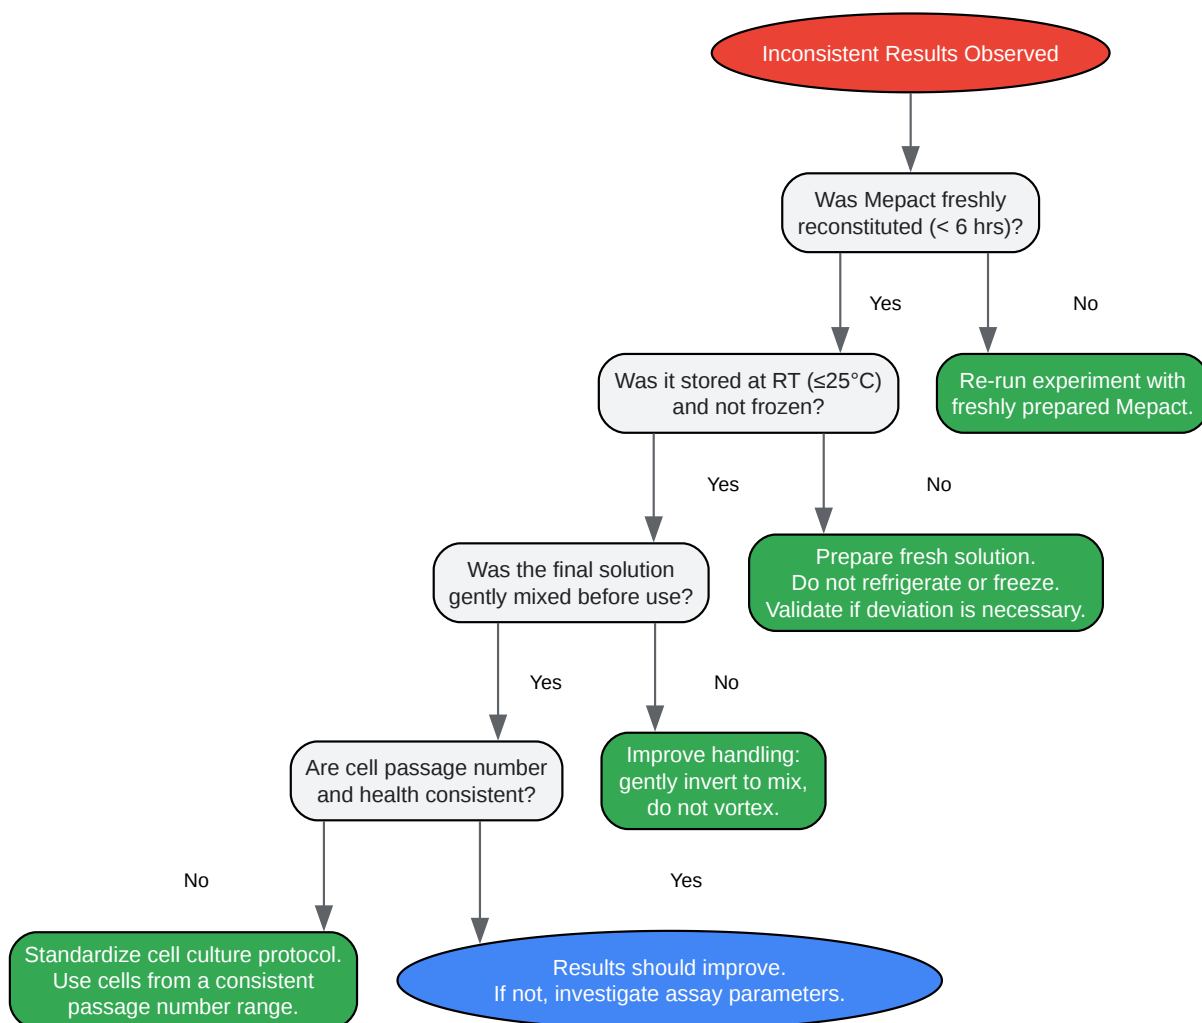 Inconsistent Results Observed
Was Mepact freshly
reconstituted (< 6 hrs)?
Yes
No
Was it stored at RT (≤25°C)
and not frozen?
Re-run experiment with
freshly prepared Mepact.
Yes
No
Was the final solution
gently mixed before use?
Prepare fresh solution.
Do not refrigerate or freeze.
Validate if deviation is necessary.
Yes
No
Are cell passage number
and health consistent?
Improve handling:
gently invert to mix,
do not vortex.
No
Yes
Standardize cell culture protocol.
Use cells from a consistent
passage number range.
Results should improve.
If not, investigate assay parameters.